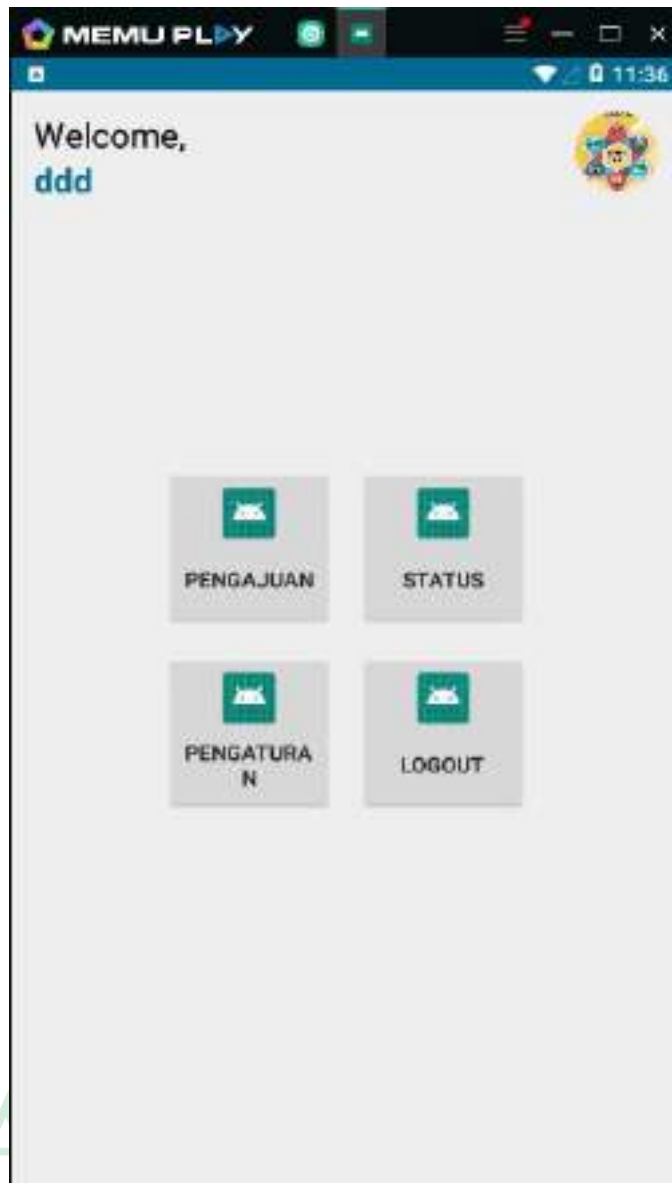 MEMU PLAY
11:36
Welcome,
ddd
PENGAJUAN
STATUS
PENGATURA
N
LOGOUT